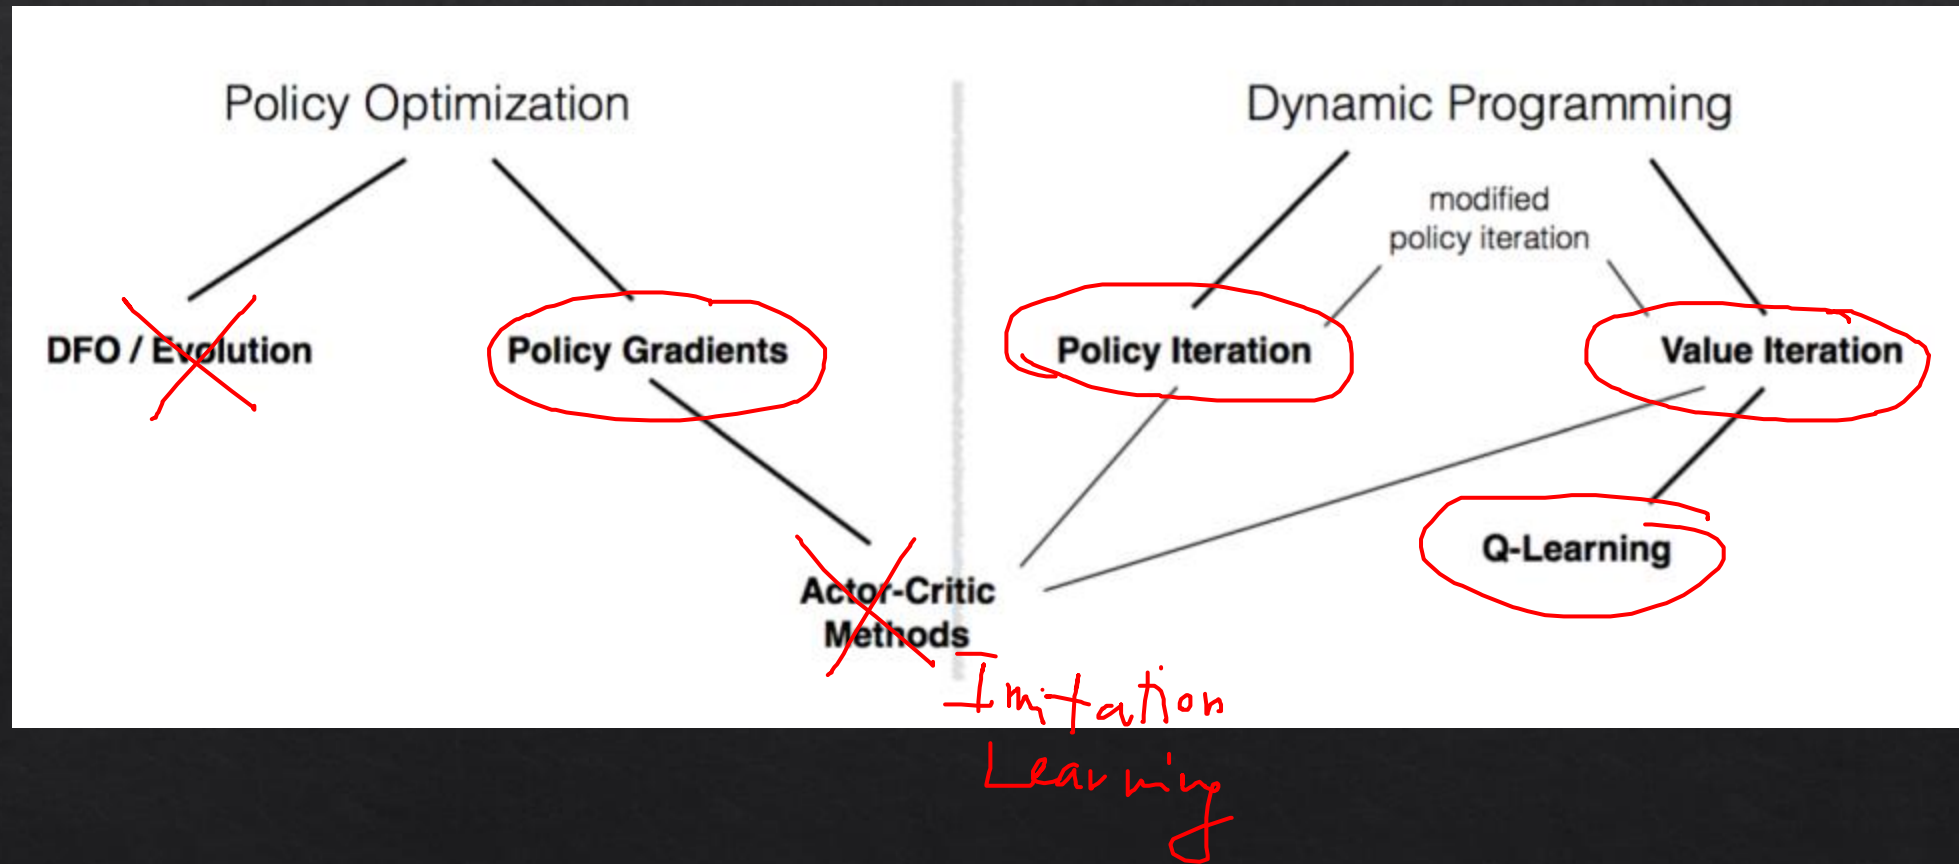 Policy Optimization
Dynamic Programming
modified
policy iteration
DFO / Evolution
Policy Gradients
Policy Iteration
Value Iteration
Q-Learning
Actor-Critic
Methods
Imitation
Learning